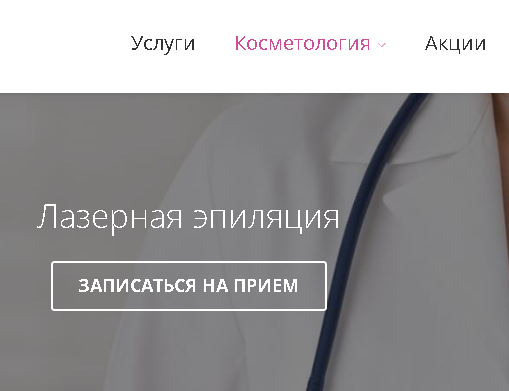 Услуги Косметология Акции
Лазерная эпиляция
ЗАПИСАТЬСЯ НА ПРИЕМ